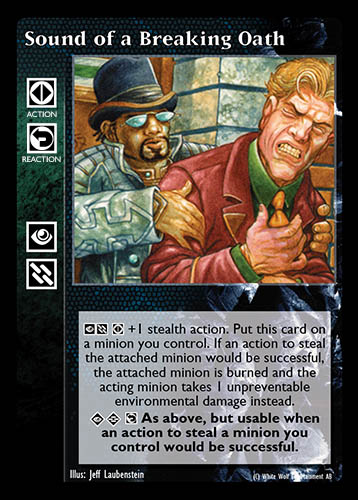 Sound of a Breaking Oath
ACTION
REACTION
+1 stealth action. Put this card on
a minion you control. If an action to steal
the attached minion would be successful,
the attached minion is burned and the
acting minion takes 1 unpreventable
environmental damage instead.
As above, but usable when
an action to steal a minion you
control would be successful.
Illus: Jeff Laubenstein
(C) White Wolf Entertainment AB